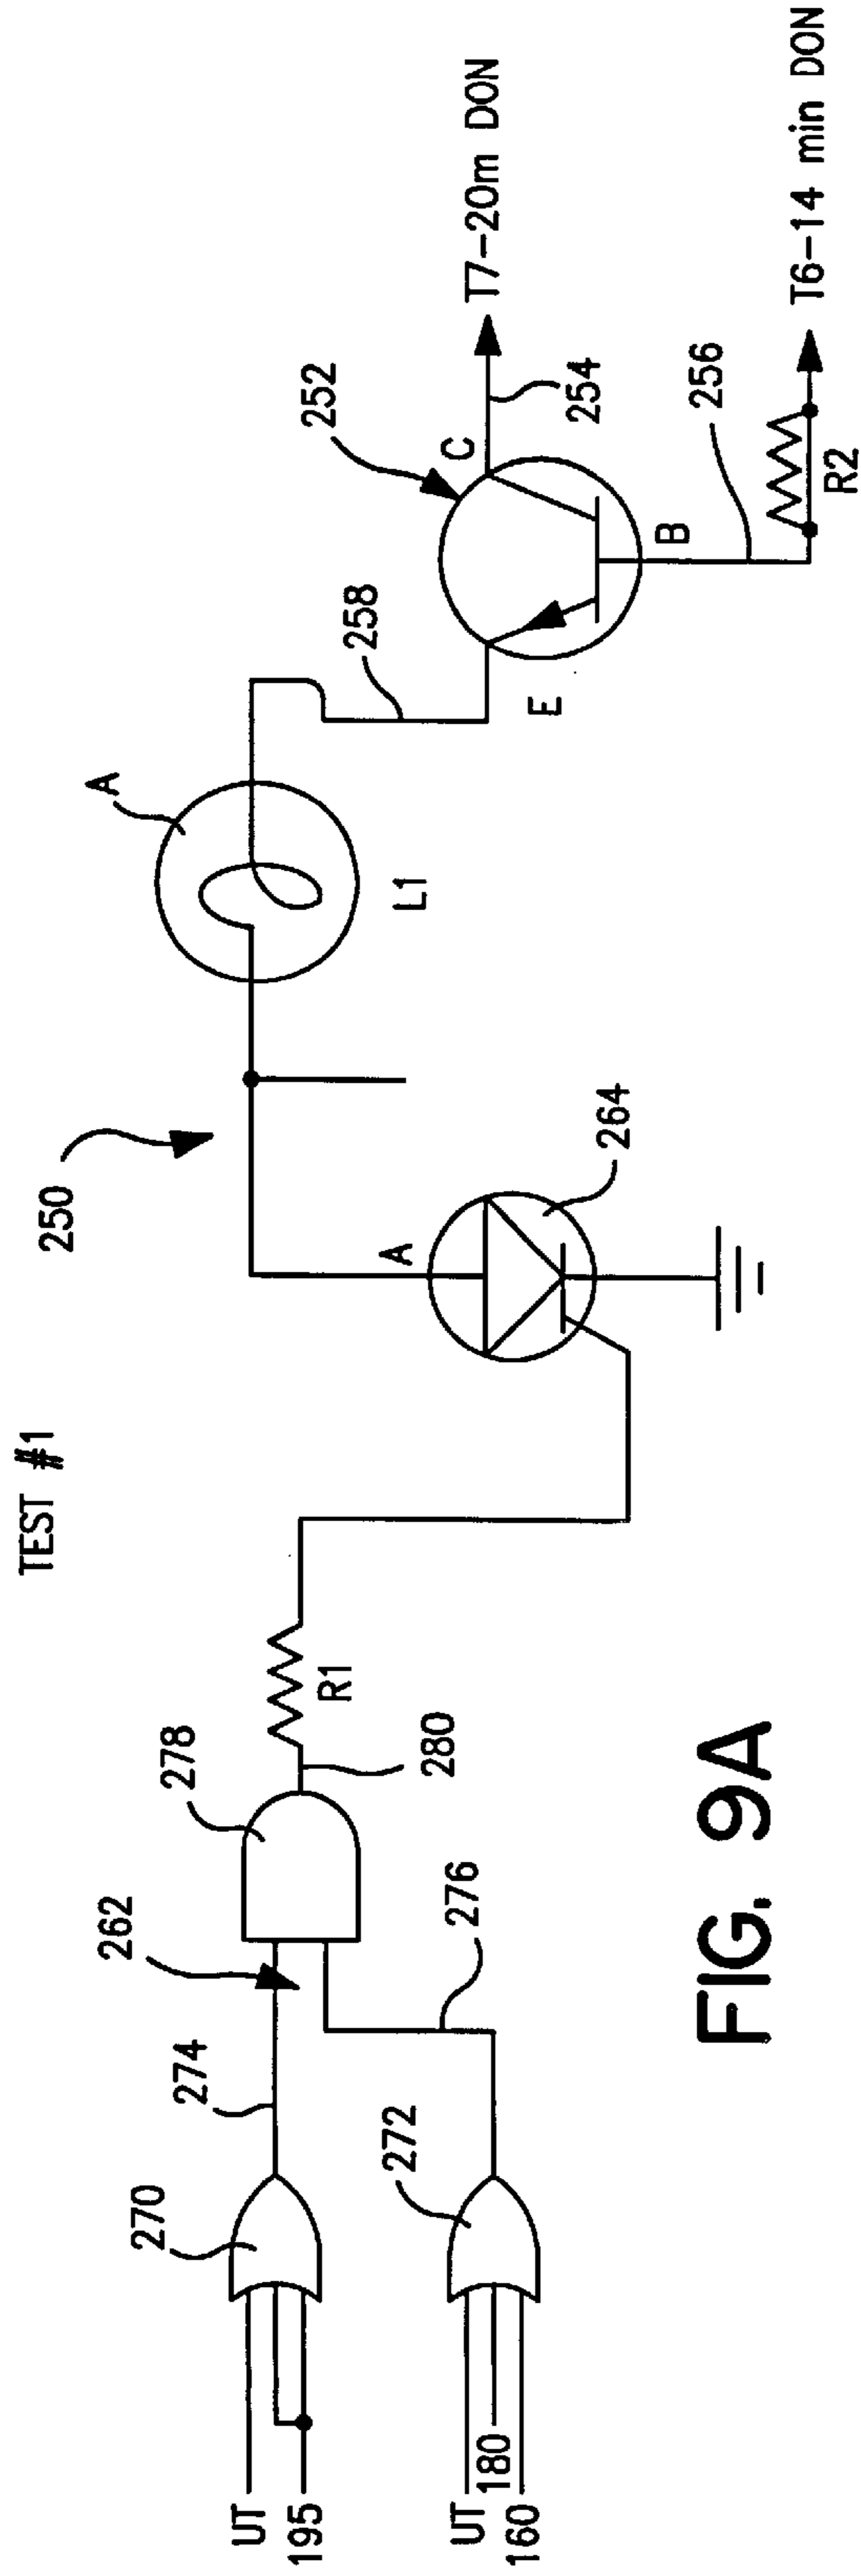 TEST #1
250
A
L1
258
252
C
E
B
254
T7-20m DON
256
R2
T6-14 min DON
A
264
262
278
R1
280
274
276
270
272
UT
195
UT
180
160
FIG. 9A